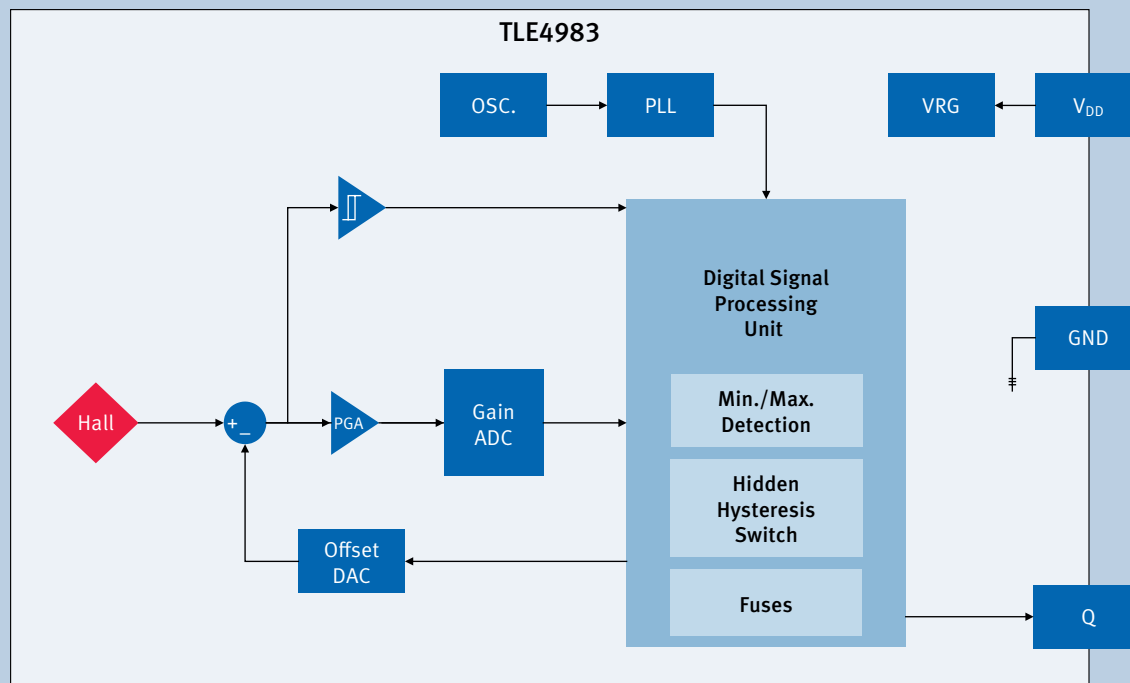 TLE4983
OSC.
PLL
VRG
VDD
Digital Signal
Processing
Unit
GND
Hall
+
–
PGA
Gain
ADC
Min./Max.
Detection
Hidden
Hysteresis
Switch
Offset
DAC
Fuses
Q